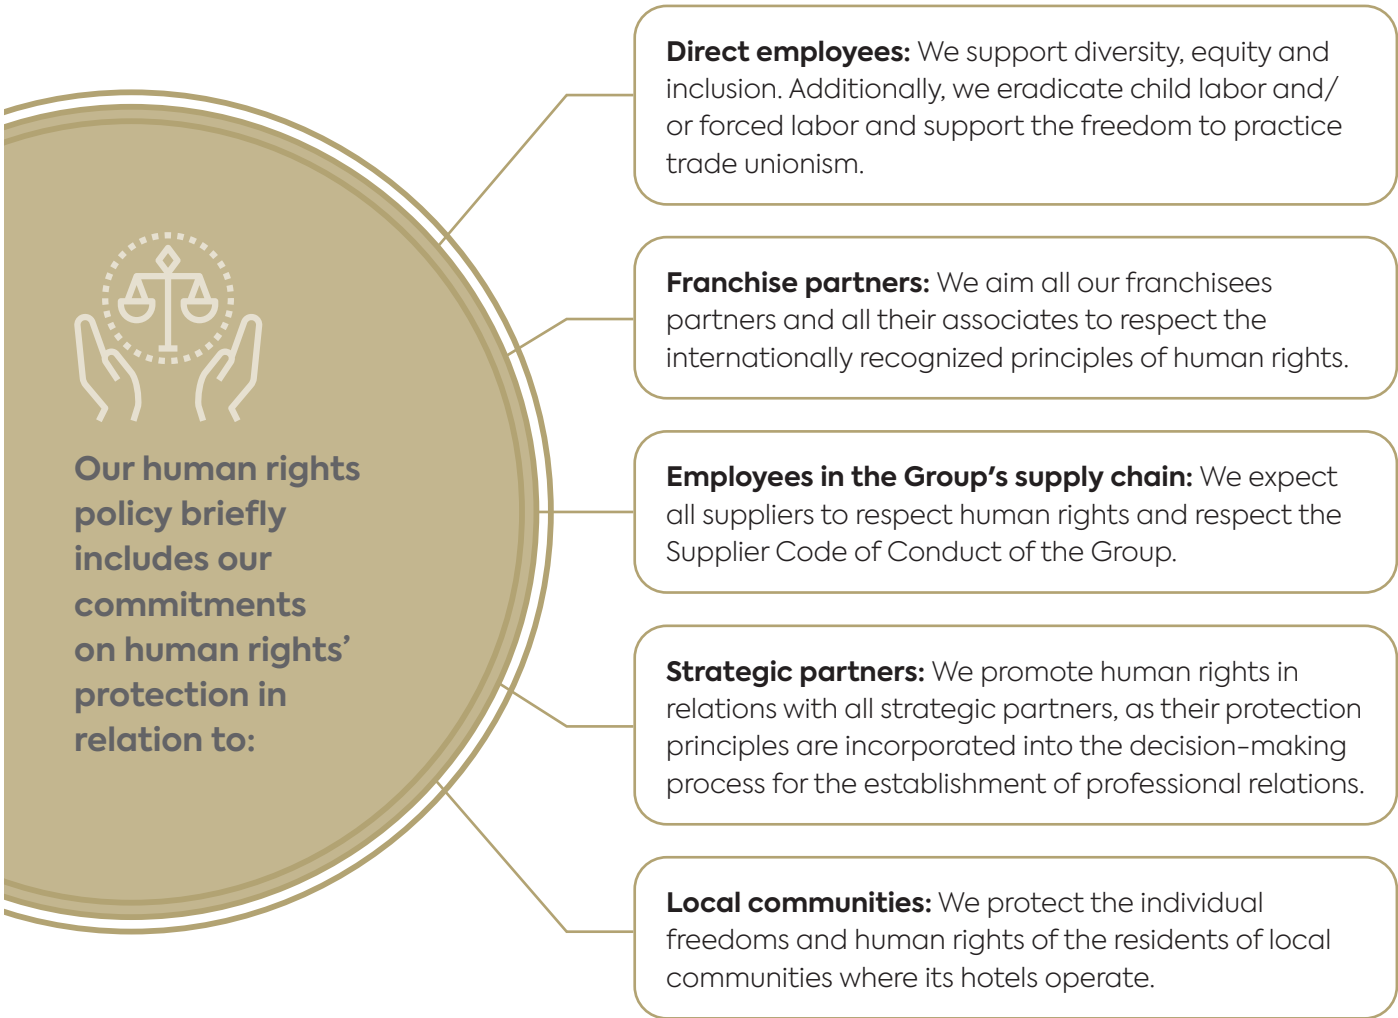 Our human rights
policy briefly
includes our
commitments
on human rights’
protection in
relation to:
Direct employees: We support diversity, equity and
inclusion. Additionally, we eradicate child labor and/
or forced labor and support the freedom to practice
trade unionism.
Franchise partners: We aim all our franchisees
partners and all their associates to respect the
internationally recognized principles of human rights.
Employees in the Group’s supply chain: We expect
all suppliers to respect human rights and respect the
Supplier Code of Conduct of the Group.
Strategic partners: We promote human rights in
relations with all strategic partners, as their protection
principles are incorporated into the decision-making
process for the establishment of professional relations.
Local communities: We protect the individual
freedoms and human rights of the residents of local
communities where its hotels operate.